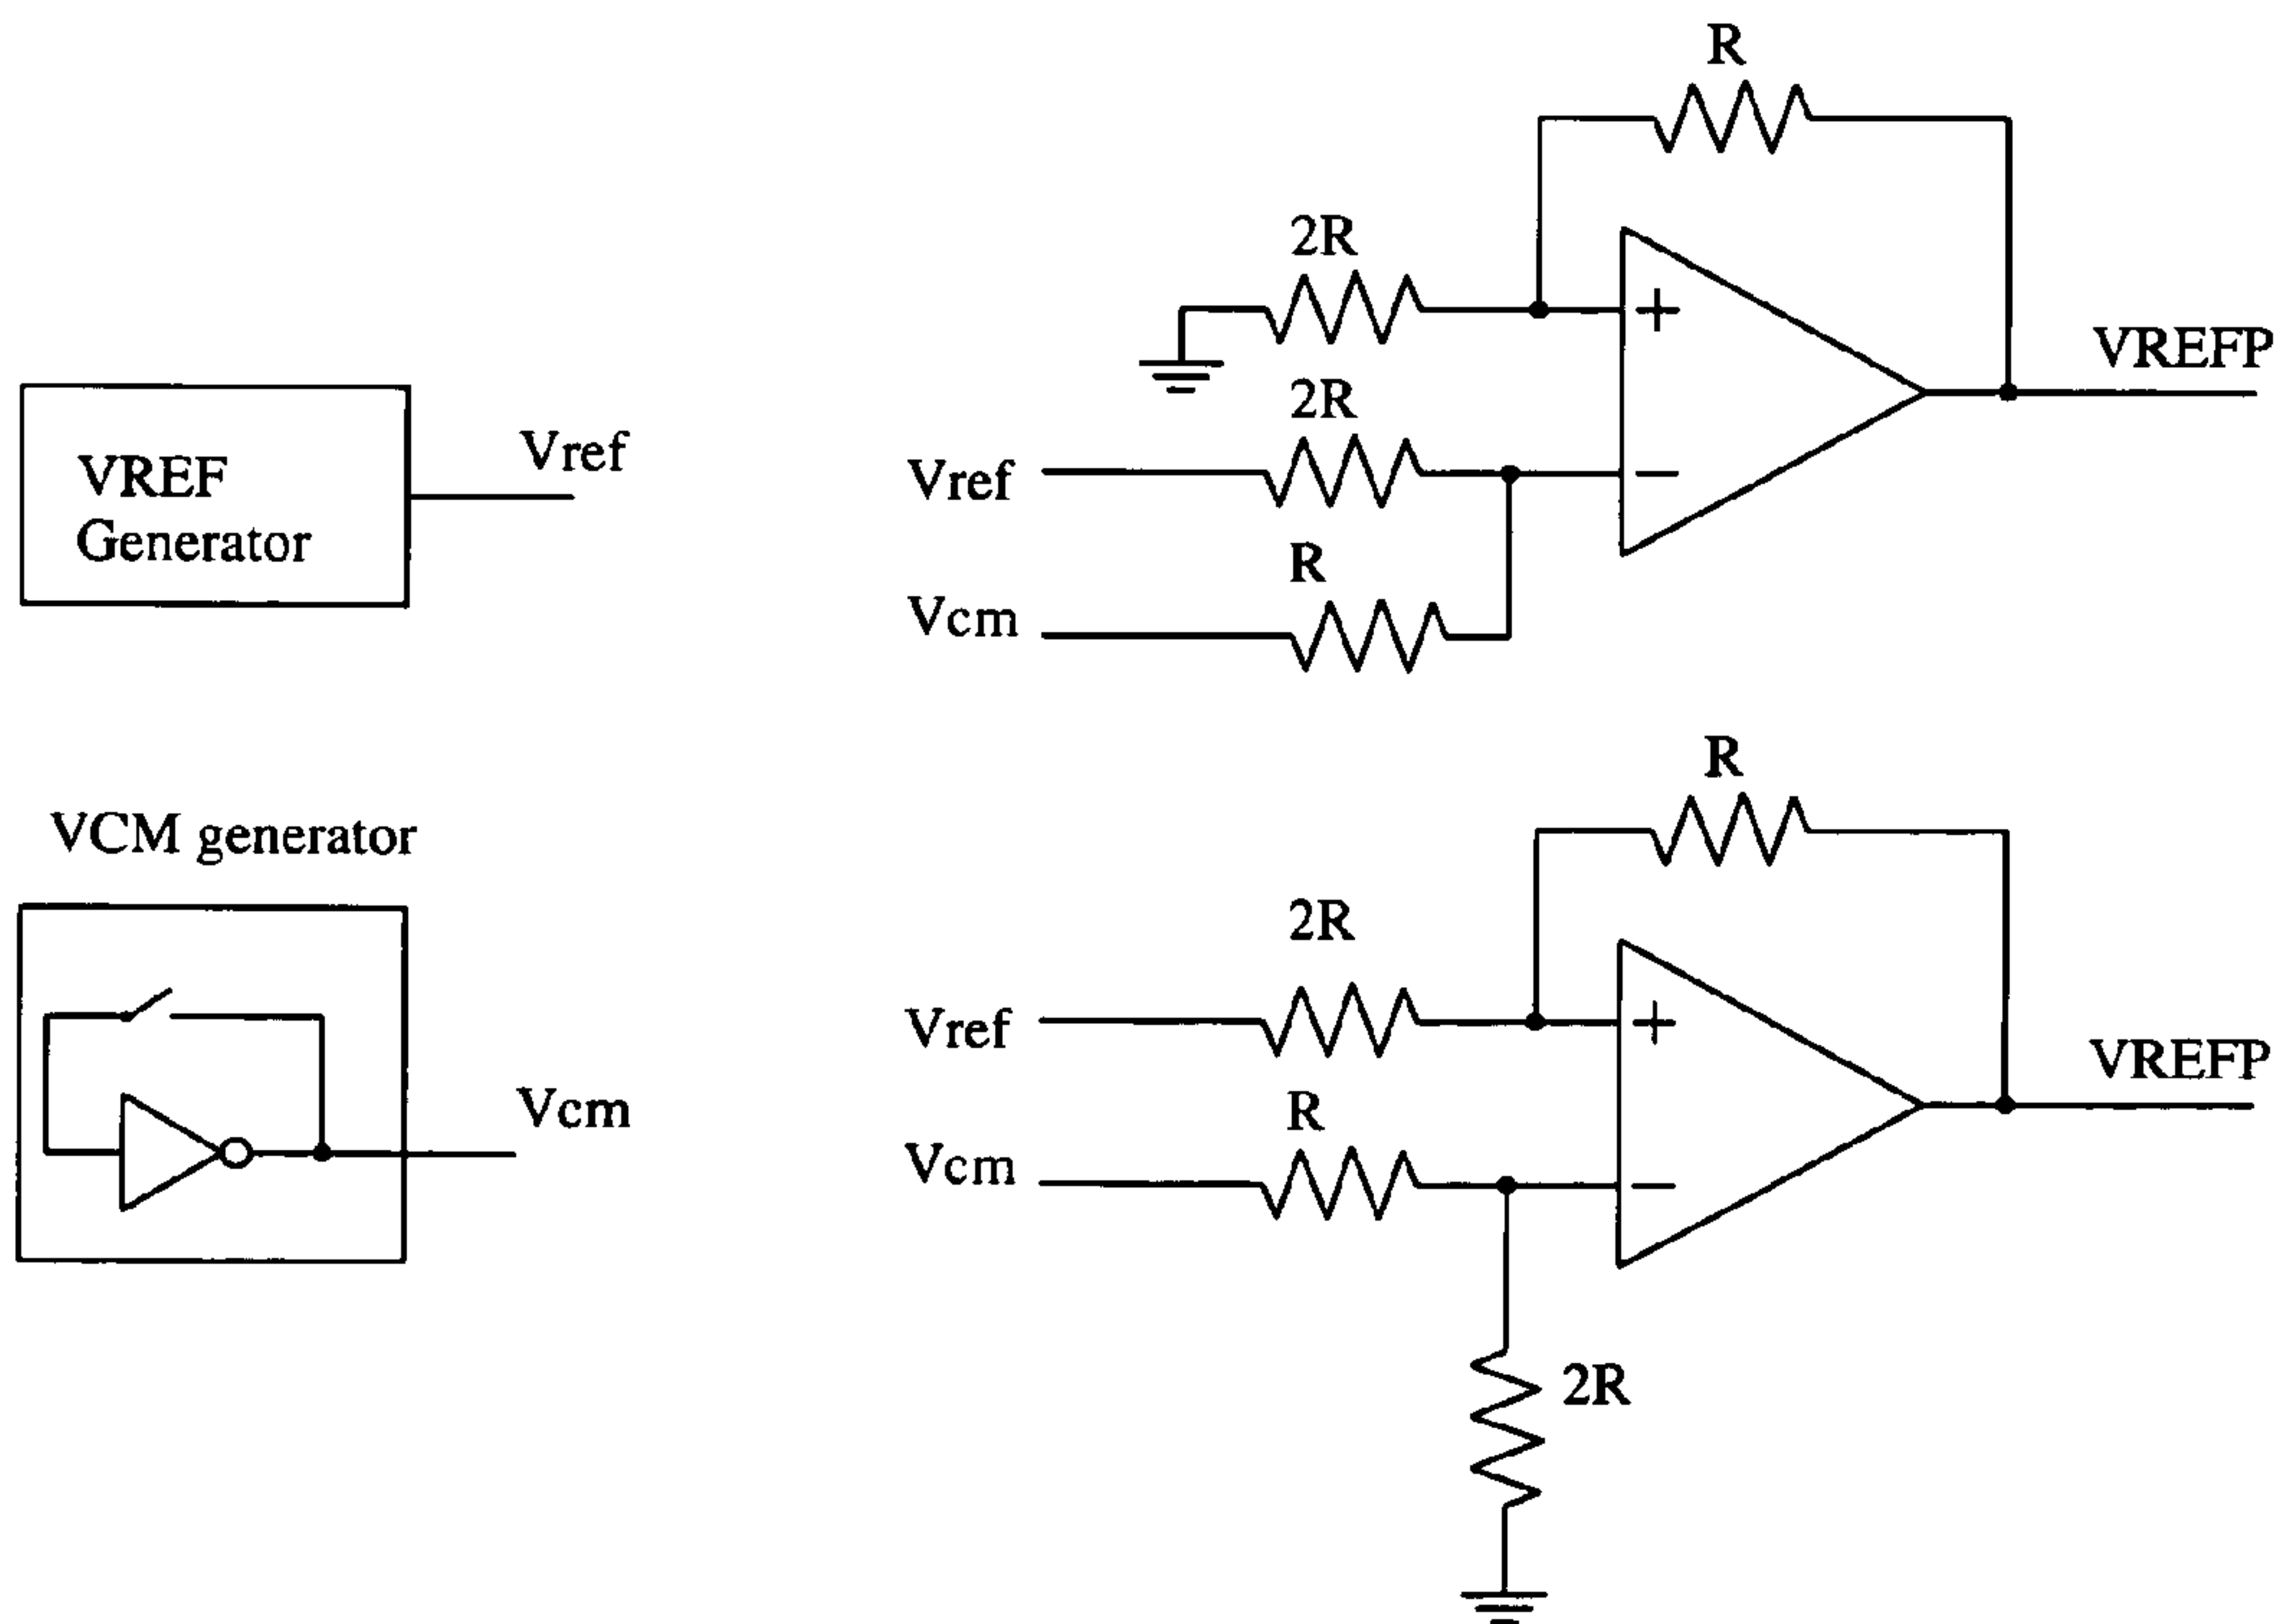 VREF
Generator
Vref
VCM generator
Vcm
R
2R
+
2R
Vref
−
R
Vcm
VREFP
R
2R
Vref
+
R
Vcm
−
2R
VREFP